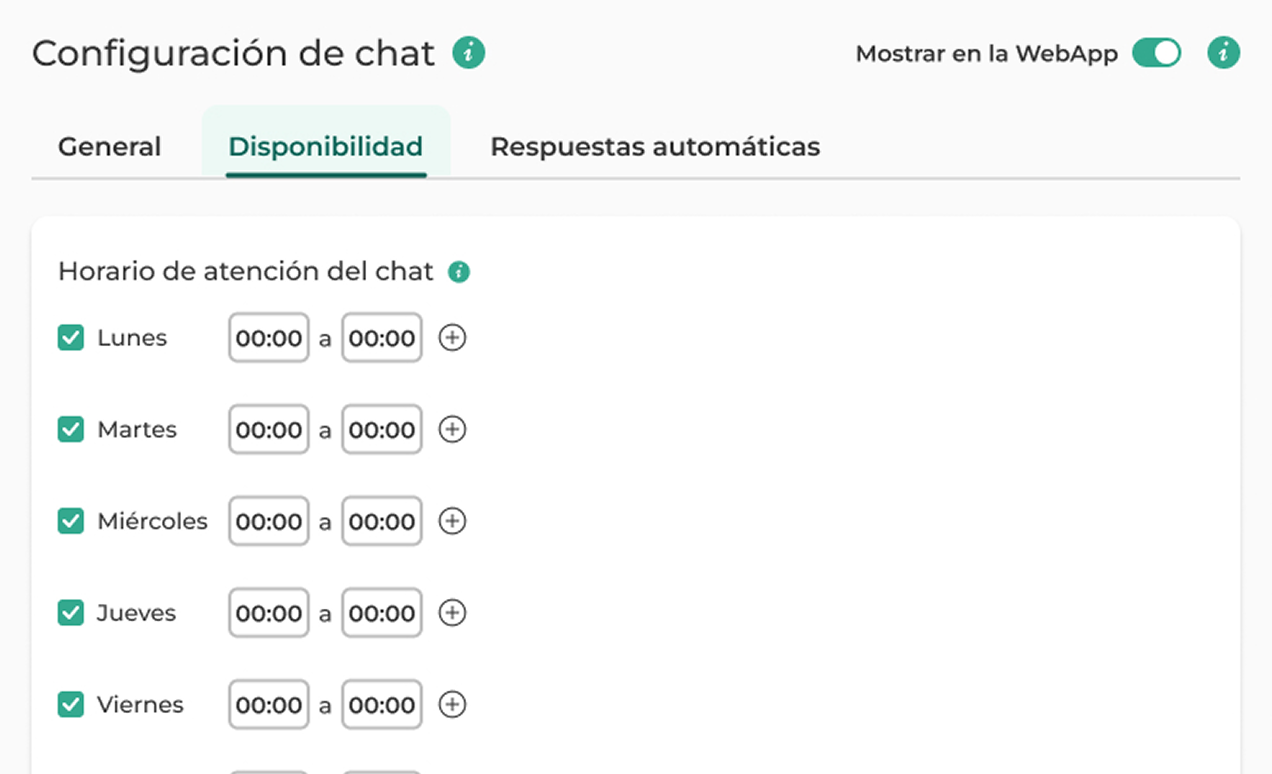 Configuración de chat
Mostrar en la WebApp
General Disponibilidad Respuestas automáticas
Horario de atención del chat
Lunes 00:00 a 00:00
Martes 00:00 a 00:00
Miércoles 00:00 a 00:00
Jueves 00:00 a 00:00
Viernes 00:00 a 00:00